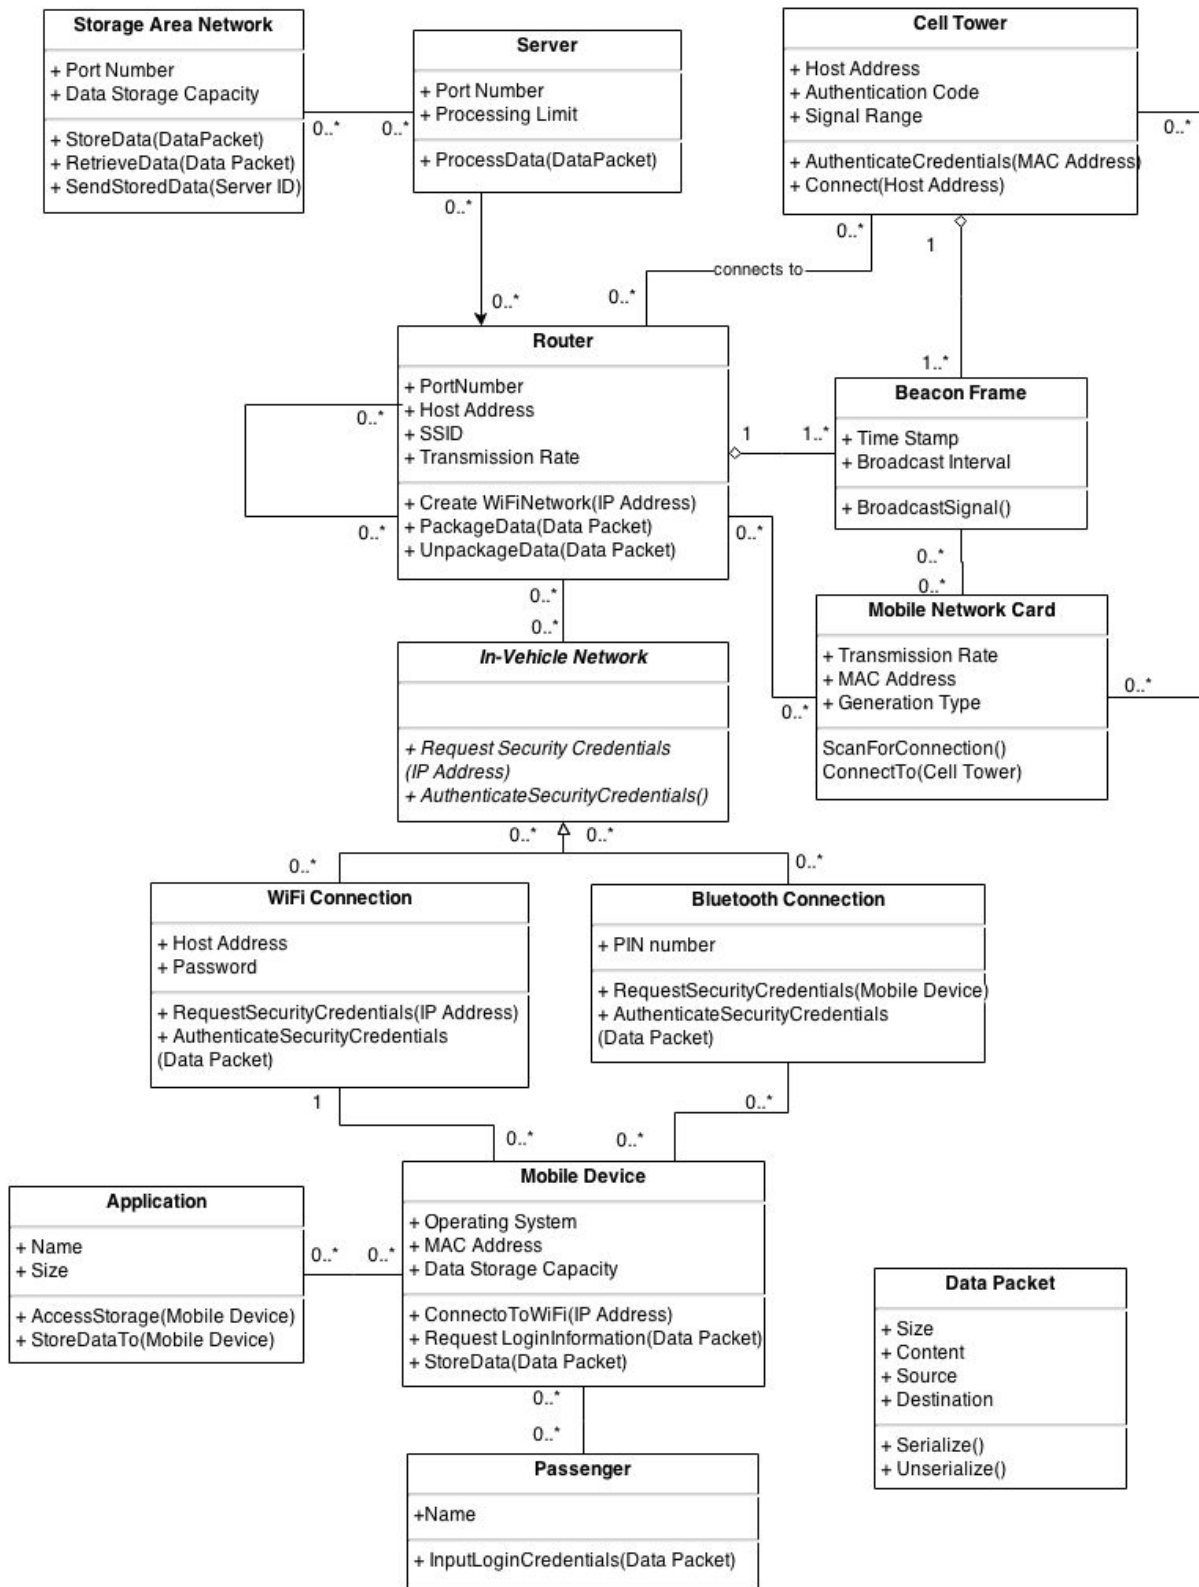 Storage Area Network
+ Port Number
+ Data Storage Capacity
+ StoreData(DataPacket)
+ RetrieveData(Data Packet)
+ SendStoredData(Server ID)
0..*
0..*
Server
+ Port Number
+ Processing Limit
+ ProcessData(DataPacket)
0..*
0..*
Cell Tower
+ Host Address
+ Authentication Code
+ Signal Range
+ AuthenticateCredentials(MAC Address)
+ Connect(Host Address)
0..*
0..*
1
connects to
0..*
1..*
Router
+ PortNumber
+ Host Address
+ SSID
+ Transmission Rate
+ Create WiFiNetwork(IP Address)
+ PackageData(Data Packet)
+ UnpackageData(Data Packet)
0..*
0..*
1
1..*
0..*
0..*
0..*
Beacon Frame
+ Time Stamp
+ Broadcast Interval
+ BroadcastSignal()
0..*
0..*
Mobile Network Card
+ Transmission Rate
+ MAC Address
+ Generation Type
ScanForConnection()
ConnectTo(Cell Tower)
0..*
0..*
In-Vehicle Network
+ Request Security Credentials
(IP Address)
+ AuthenticateSecurityCredentials()
0..*
0..*
0..*
0..*
WiFi Connection
+ Host Address
+ Password
+ RequestSecurityCredentials(IP Address)
+ AuthenticateSecurityCredentials
(Data Packet)
1
0..*
Bluetooth Connection
+ PIN number
+ RequestSecurityCredentials(Mobile Device)
+ AuthenticateSecurityCredentials
(Data Packet)
0..*
0..*
Application
+ Name
+ Size
+ AccessStorage(Mobile Device)
+ StoreDataTo(Mobile Device)
0..*
0..*
Mobile Device
+ Operating System
+ MAC Address
+ Data Storage Capacity
+ ConnectoToWiFi(IP Address)
+ Request LoginInformation(Data Packet)
+ StoreData(Data Packet)
0..*
0..*
Passenger
+Name
+ InputLoginCredentials(Data Packet)
Data Packet
+ Size
+ Content
+ Source
+ Destination
+ Serialize()
+ Unserialize()